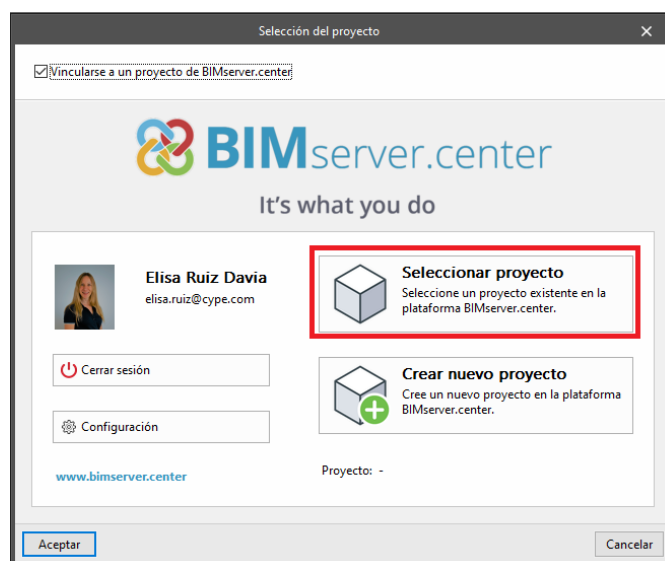 Selección del proyecto
Vincularse a un proyecto de BIMserver.center
BIMserver.center
It's what you do
Elisa Ruiz Davia
elisa.ruiz@cype.com
Seleccionar proyecto
Seleccione un proyecto existente en la
plataforma BIMserver.center.
Cerrar sesión
Crear nuevo proyecto
Cree un nuevo proyecto en la plataforma
BIMserver.center.
Configuración
www.bimserver.center
Proyecto: -
Aceptar
Cancelar